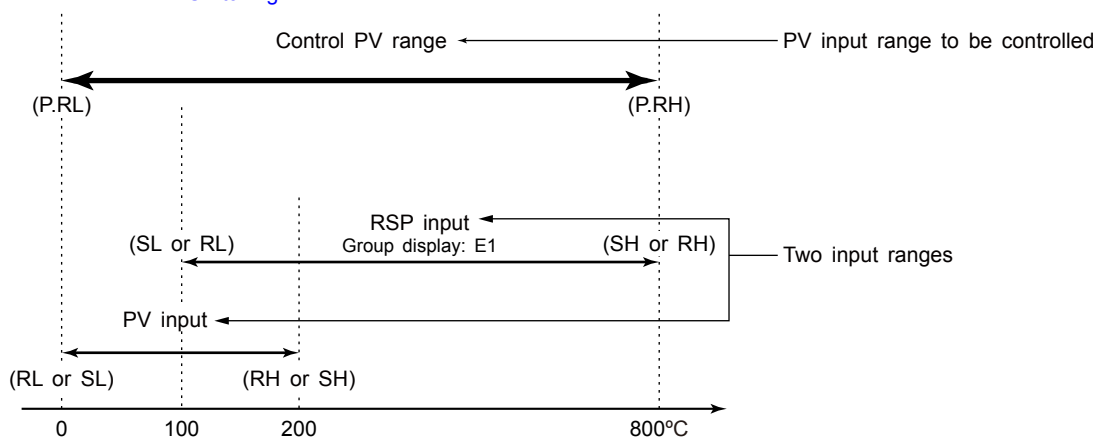 Control PV range
PV input range to be controlled
(P.RL)
(P.RH)
RSP input
(SL or RL)
Group display: E1
(SH or RH)
Two input ranges
PV input
(RL or SL)
(RH or SH)
0
100
200
800°C